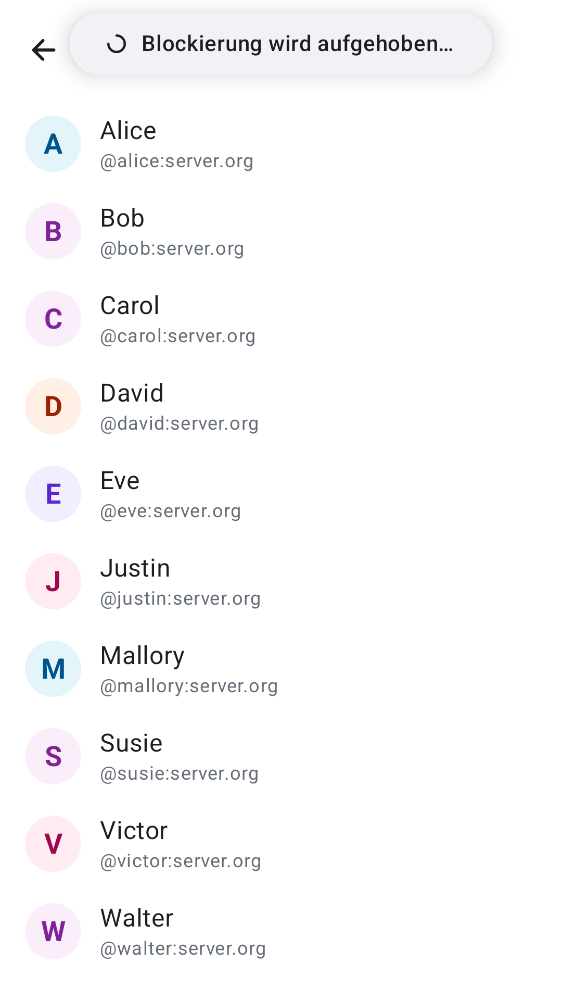 Blockierung wird aufgehoben…
A
Alice
@alice:server.org
B
Bob
@bob:server.org
C
Carol
@carol:server.org
D
David
@david:server.org
E
Eve
@eve:server.org
J
Justin
@justin:server.org
M
Mallory
@mallory:server.org
S
Susie
@susie:server.org
V
Victor
@victor:server.org
W
Walter
@walter:server.org